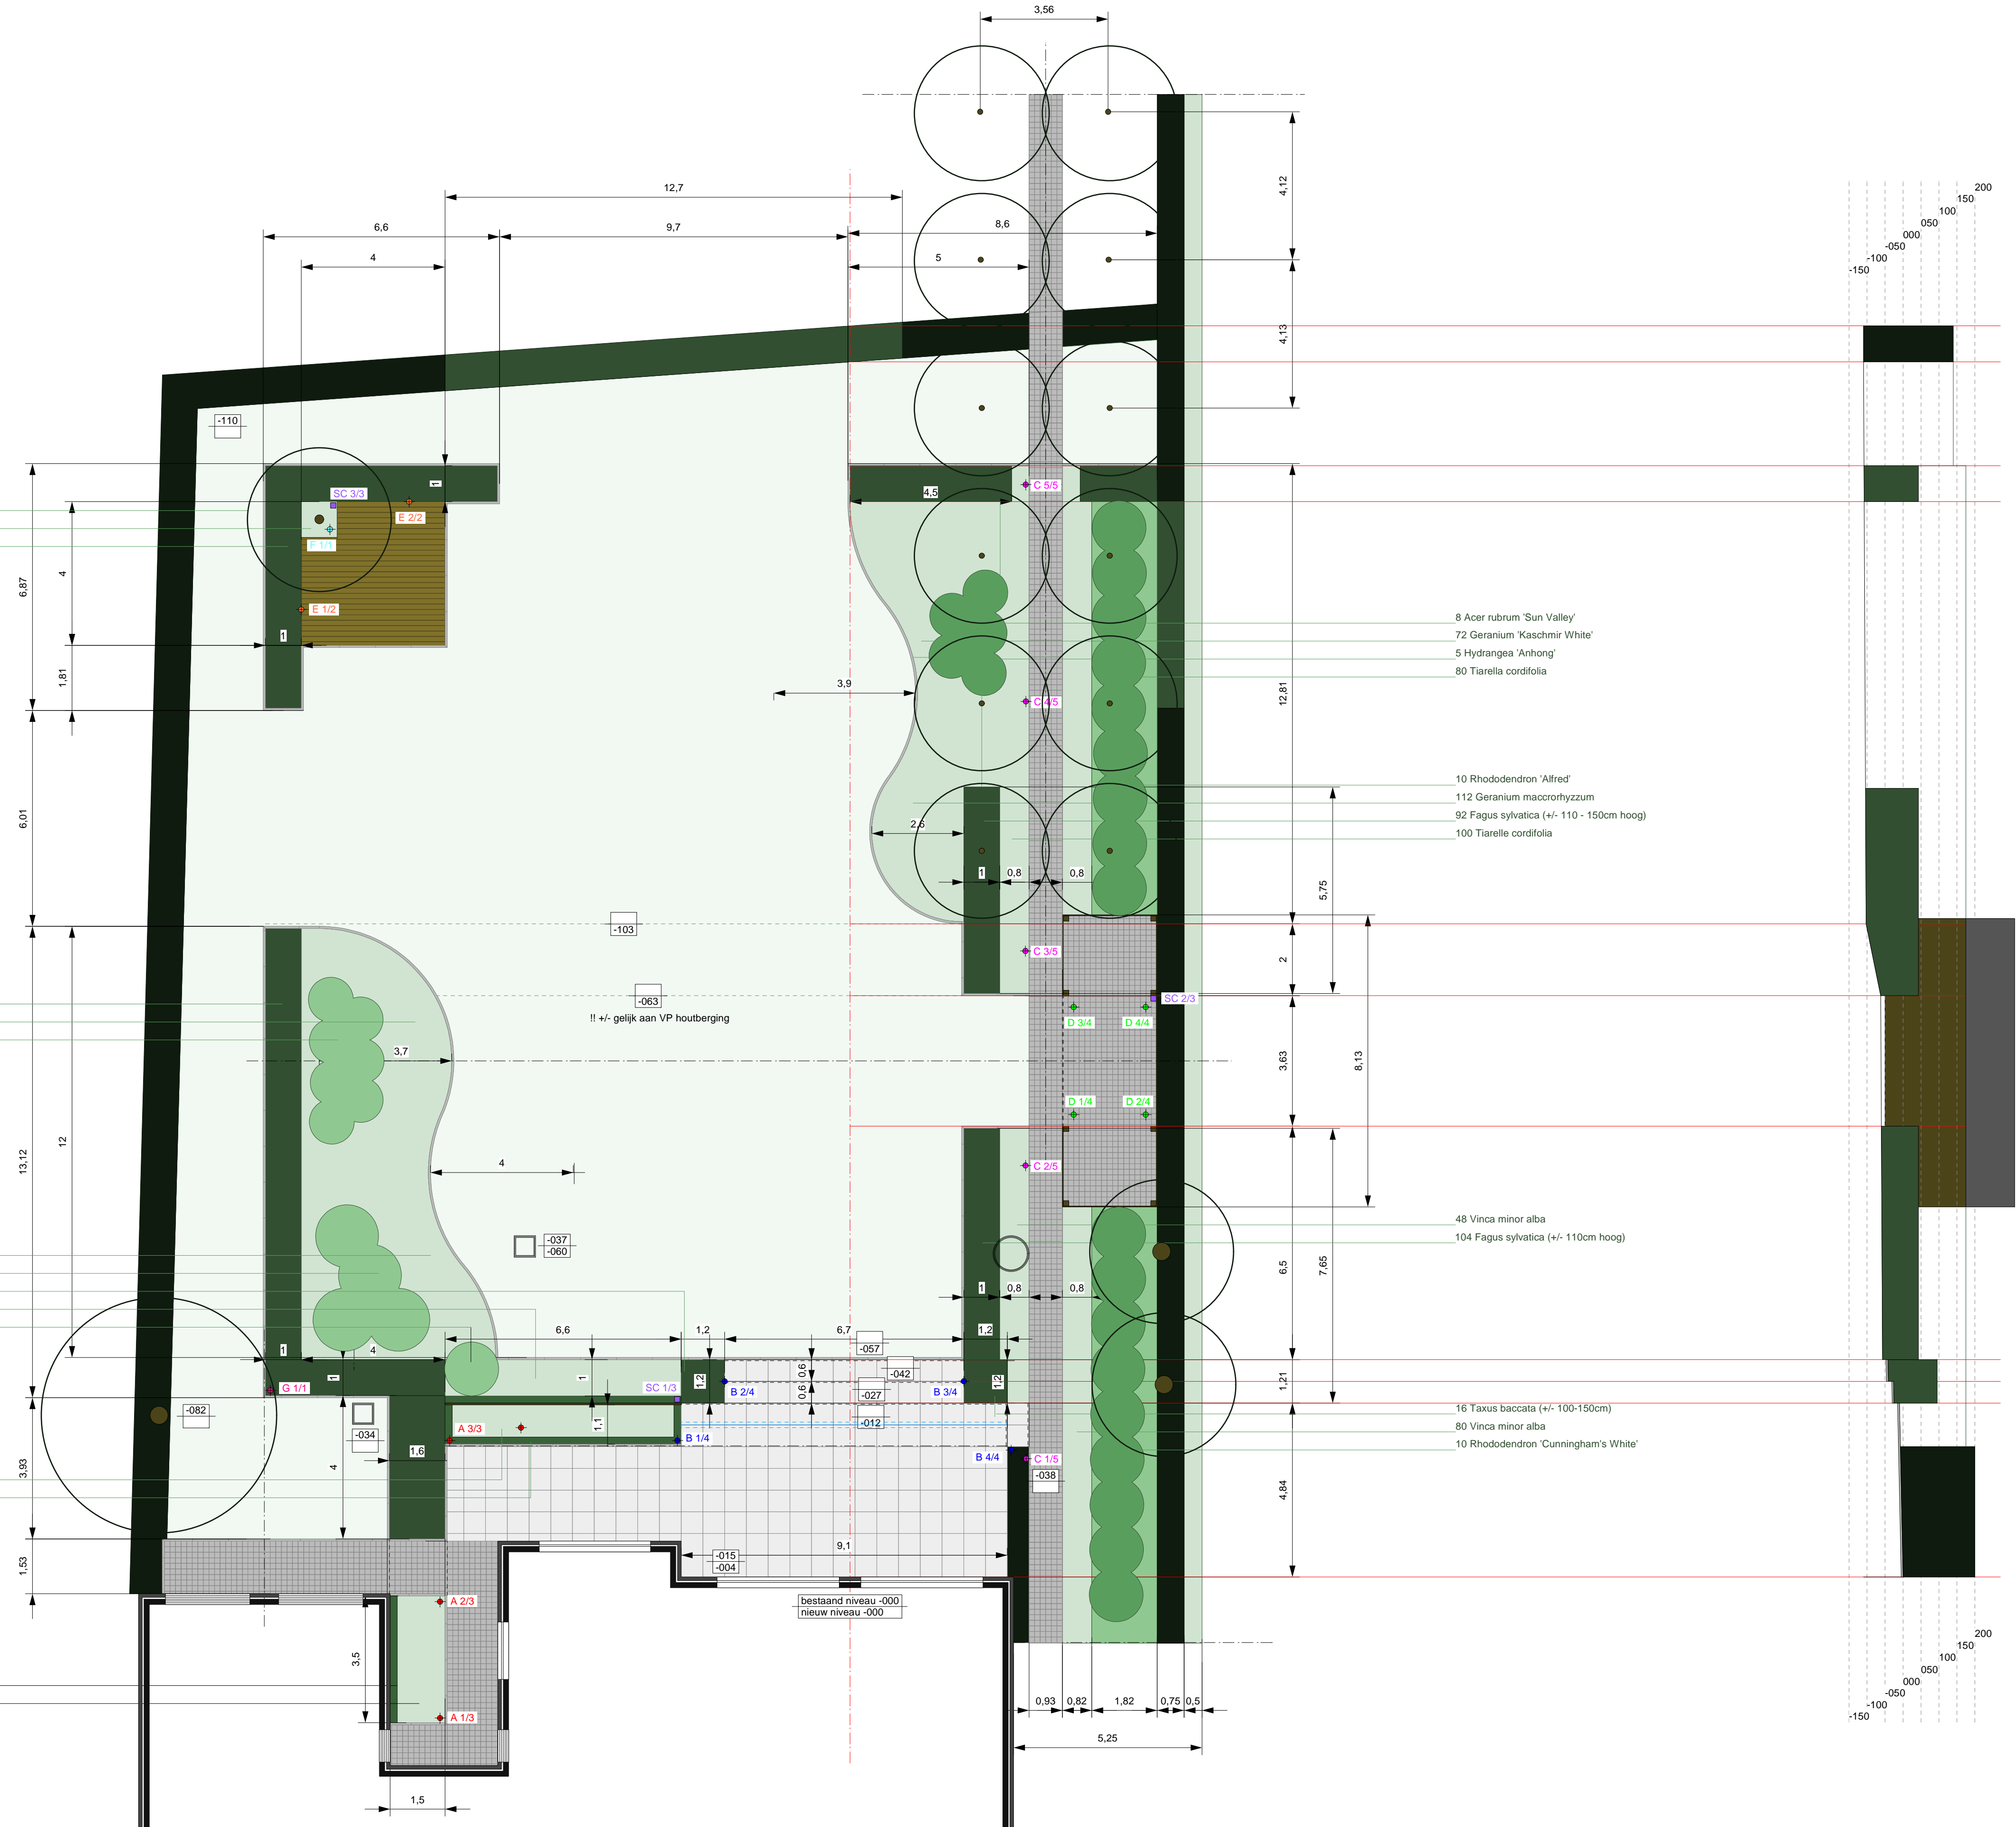 3,56
12,7
4,12
200
150
100
050
000
-050
-100
-150
6,6
9,7
8,6
4
5
4,13
-110
SC 3/3
1
4,5
C 5/5
E 2/2
F 1/1
6,87
4
E 1/2
1
1,81
8 Acer rubrum 'Sun Valley'
72 Geranium 'Kaschmir White'
5 Hydrangea 'Anhong'
80 Tiarella cordifolia
3,9
C 4/5
12,81
10 Rhododendron 'Alfred'
112 Geranium maccrorhyzzum
92 Fagus sylvatica (+/- 110 - 150cm hoog)
100 Tiarelle cordifolia
6,01
2,6
1
0,8
0,8
5,75
-103
C 3/5
2
-063
SC 2/3
!! +/- gelijk aan VP houtberging
D 3/4
D 4/4
3,7
3,63
8,13
D 1/4
D 2/4
13,12
12
4
C 2/5
48 Vinca minor alba
104 Fagus sylvatica (+/- 110cm hoog)
-037
-060
6,5
7,65
1
0,8
0,8
6,6
1,2
6,7
1,2
-057
1
4
1
1
1,2
0,6
-042
G 1/1
SC 1/3
B 2/4
0,6
-027
B 3/4
1,2
1,21
-082
-034
A 3/3
1,1
B 1/4
-012
16 Taxus baccata (+/- 100-150cm)
80 Vinca minor alba
10 Rhododendron 'Cunningham's White'
1,6
B 4/4
C 1/5
-038
3,93
4
4,84
9,1
-015
-004
1,53
A 2/3
bestaand niveau -000
nieuw niveau -000
3,5
A 1/3
200
150
100
050
000
-050
-100
-150
0,93
0,82
1,82
0,75
0,5
5,25
1,5